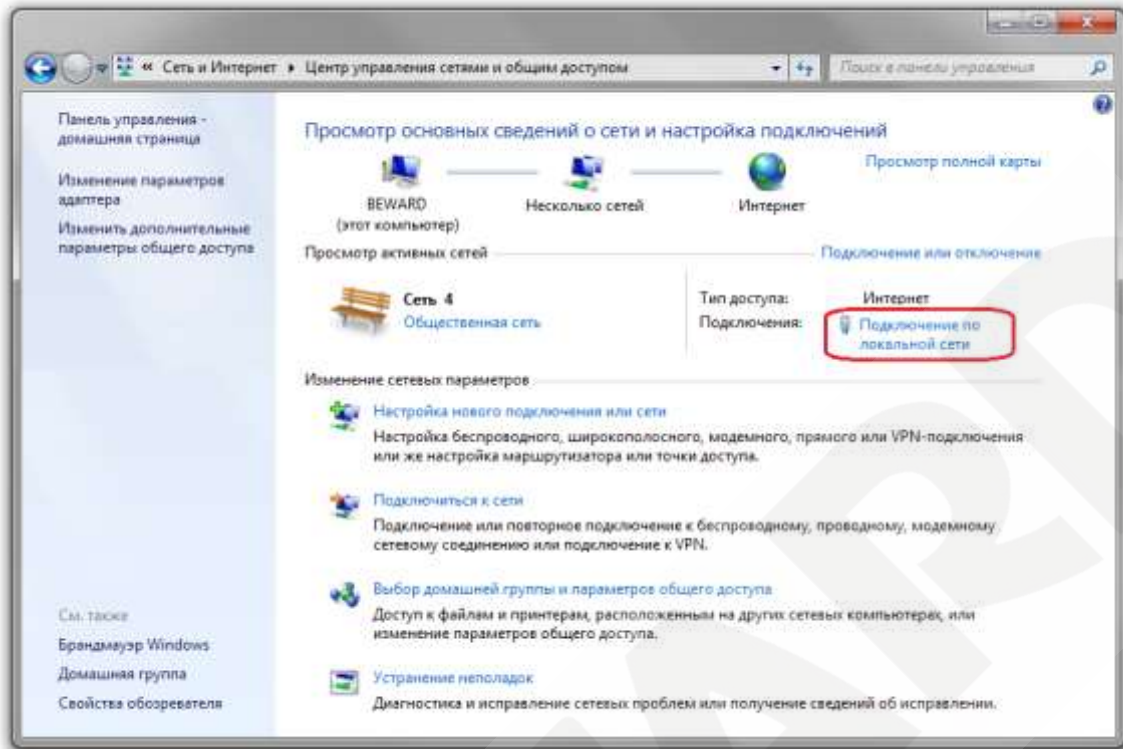 « Сеть и Интернет ▸ Центр управления сетями и общим доступом
Поиск в панели управления
Панель управления -
домашняя страница
Изменение параметров
адаптера
Изменить дополнительные
параметры общего доступа
См. также
Брандмауэр Windows
Домашняя группа
Свойства обозревателя
Просмотр основных сведений о сети и настройка подключений
Просмотр полной карты
BEWARD
(этот компьютер)
Несколько сетей
Интернет
Просмотр активных сетей
Подключение или отключение
Сеть 4
Общественная сеть
Тип доступа: Интернет
Подключения: Подключение по
локальной сети
Изменение сетевых параметров
Настройка нового подключения или сети
Настройка беспроводного, широкополосного, модемного, прямого или VPN-подключения
или же настройка маршрутизатора или точки доступа.
Подключиться к сети
Подключение или повторное подключение к беспроводному, проводному, модемному
сетевому соединению или подключение к VPN.
Выбор домашней группы и параметров общего доступа
Доступ к файлам и принтерам, расположенным на других сетевых компьютерах, или
изменение параметров общего доступа.
Устранение неполадок
Диагностика и исправление сетевых проблем или получение сведений об исправлении.